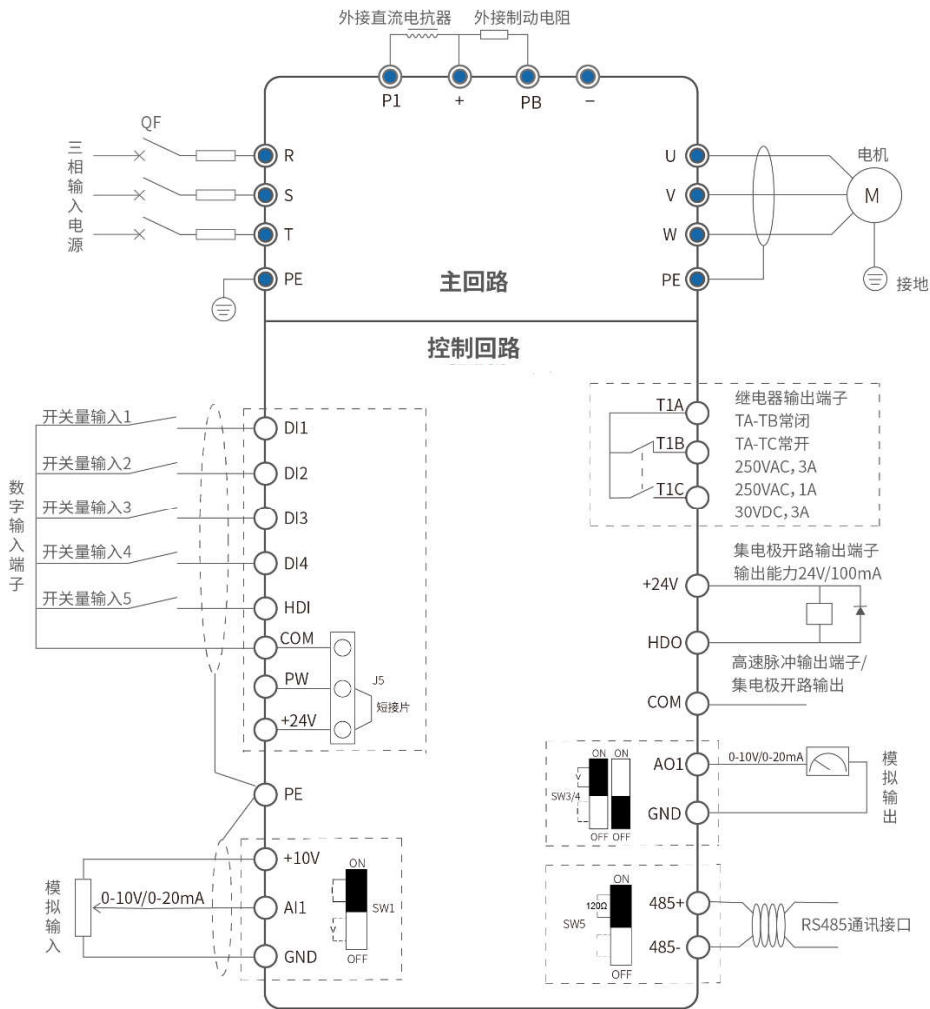 外接直流电抗器 外接制动电阻
P1 + PB −
QF
三相输入电源
R
S
T
PE
U
V
W
PE
电机
M
接地
主回路
控制回路
数字输入端子
开关量输入1
开关量输入2
开关量输入3
开关量输入4
开关量输入5
DI1
DI2
DI3
DI4
HDI
COM
PW
+24V
J5
短接片
PE
模拟输入
0-10V/0-20mA
+10V
AI1
GND
ON
SW1
V
OFF
T1A
T1B
T1C
继电器输出端子
TA-TB常闭
TA-TC常开
250VAC，3A
250VAC，1A
30VDC，3A
集电极开路输出端子
输出能力24V/100mA
+24V
HDO
高速脉冲输出端子/
集电极开路输出
COM
ON ON
V
SW3/4
OFF OFF
AO1
GND
0-10V/0-20mA
模拟输出
ON
120Ω
SW5
OFF
485+
485-
RS485通讯接口